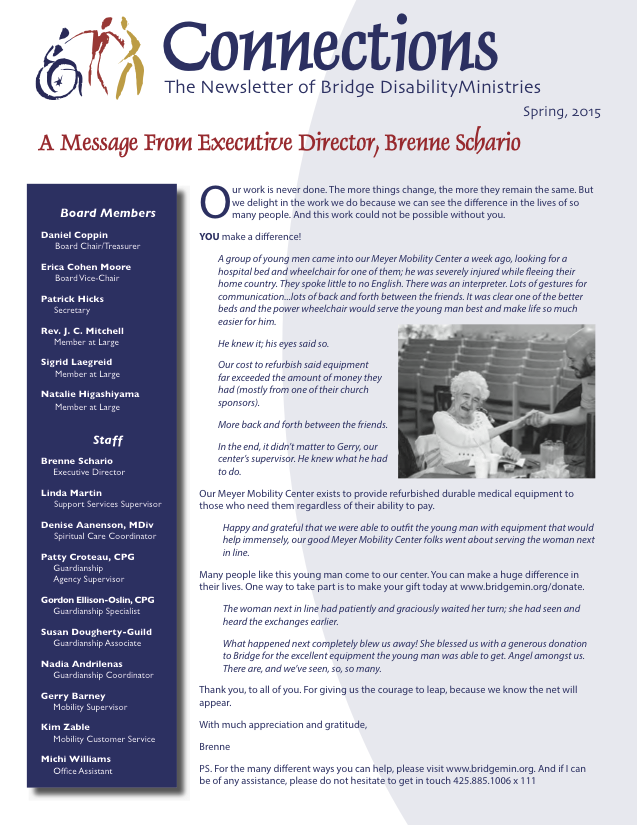 Connections
The Newsletter of Bridge DisabilityMinistries
Spring, 2015
A Message From Executive Director, Brenne Schario
Board Members
Daniel Coppin
Board Chair/Treasurer
Erica Cohen Moore
Board Vice-Chair
Patrick Hicks
Secretary
Rev. J. C. Mitchell
Member at Large
Sigrid Laegreid
Member at Large
Natalie Higashiyama
Member at Large
Staff
Brenne Schario
Executive Director
Linda Martin
Support Services Supervisor
Denise Aanenson, MDiv
Spiritual Care Coordinator
Patty Croteau, CPG
Guardianship
Agency Supervisor
Gordon Ellison-Oslin, CPG
Guardianship Specialist
Susan Dougherty-Guild
Guardianship Associate
Nadia Andrilenas
Guardianship Coordinator
Gerry Barney
Mobility Supervisor
Kim Zable
Mobility Customer Service
Michi Williams
Office Assistant
Our work is never done. The more things change, the more they remain the same. But
we delight in the work we do because we can see the difference in the lives of so
many people. And this work could not be possible without you.
YOU make a difference!
A group of young men came into our Meyer Mobility Center a week ago, looking for a
hospital bed and wheelchair for one of them; he was severely injured while fleeing their
home country. They spoke little to no English. There was an interpreter. Lots of gestures for
communication...lots of back and forth between the friends. It was clear one of the better
beds and the power wheelchair would serve the young man best and make life so much
easier for him.
He knew it; his eyes said so.
Our cost to refurbish said equipment
far exceeded the amount of money they
had (mostly from one of their church
sponsors).
More back and forth between the friends.
In the end, it didn't matter to Gerry, our
center's supervisor. He knew what he had
to do.
Our Meyer Mobility Center exists to provide refurbished durable medical equipment to
those who need them regardless of their ability to pay.
Happy and grateful that we were able to outfit the young man with equipment that would
help immensely, our good Meyer Mobility Center folks went about serving the woman next
in line.
Many people like this young man come to our center. You can make a huge difference in
their lives. One way to take part is to make your gift today at www.bridgemin.org/donate.
The woman next in line had patiently and graciously waited her turn; she had seen and
heard the exchanges earlier.
What happened next completely blew us away! She blessed us with a generous donation
to Bridge for the excellent equipment the young man was able to get. Angel amongst us.
There are, and we've seen, so, so many.
Thank you, to all of you. For giving us the courage to leap, because we know the net will
appear.
With much appreciation and gratitude,
Brenne
PS. For the many different ways you can help, please visit www.bridgemin.org. And if I can
be of any assistance, please do not hesitate to get in touch 425.885.1006 x 111